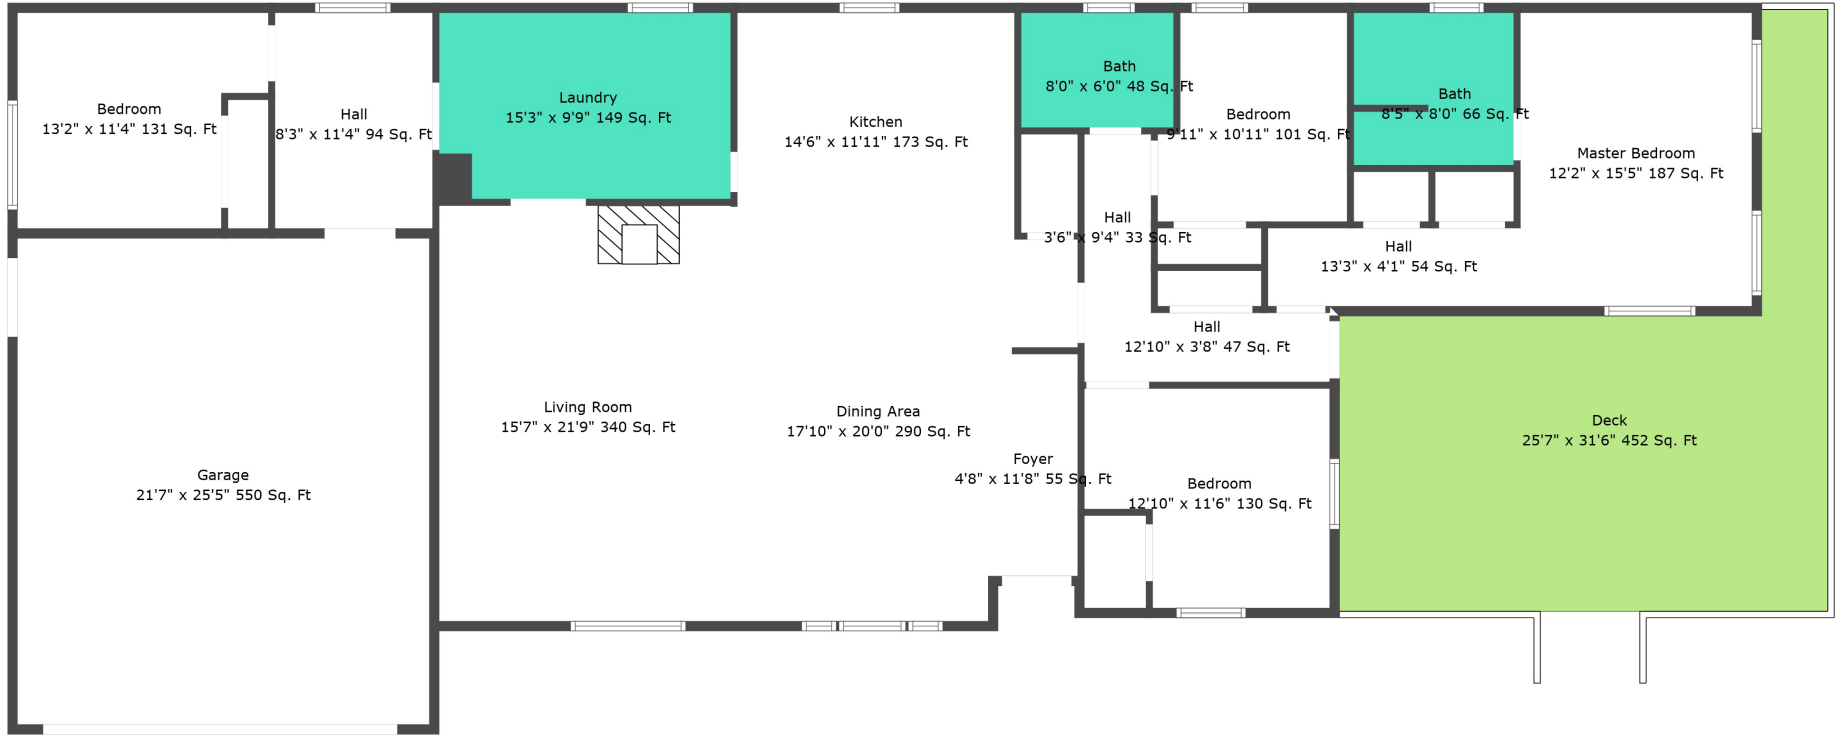 Bedroom
13'2" x 11'4" 131 Sq. Ft
Hall
8'3" x 11'4" 94 Sq. Ft
Laundry
15'3" x 9'9" 149 Sq. Ft
Kitchen
14'6" x 11'11" 173 Sq. Ft
Bath
8'0" x 6'0" 48 Sq. Ft
Bedroom
9'11" x 10'11" 101 Sq. Ft
Bath
8'5" x 8'0" 66 Sq. Ft
Master Bedroom
12'2" x 15'5" 187 Sq. Ft
Hall
3'6" x 9'4" 33 Sq. Ft
Hall
13'3" x 4'1" 54 Sq. Ft
Hall
12'10" x 3'8" 47 Sq. Ft
Living Room
15'7" x 21'9" 340 Sq. Ft
Dining Area
17'10" x 20'0" 290 Sq. Ft
Deck
25'7" x 31'6" 452 Sq. Ft
Foyer
4'8" x 11'8" 55 Sq. Ft
Garage
21'7" x 25'5" 550 Sq. Ft
Bedroom
12'10" x 11'6" 130 Sq. Ft